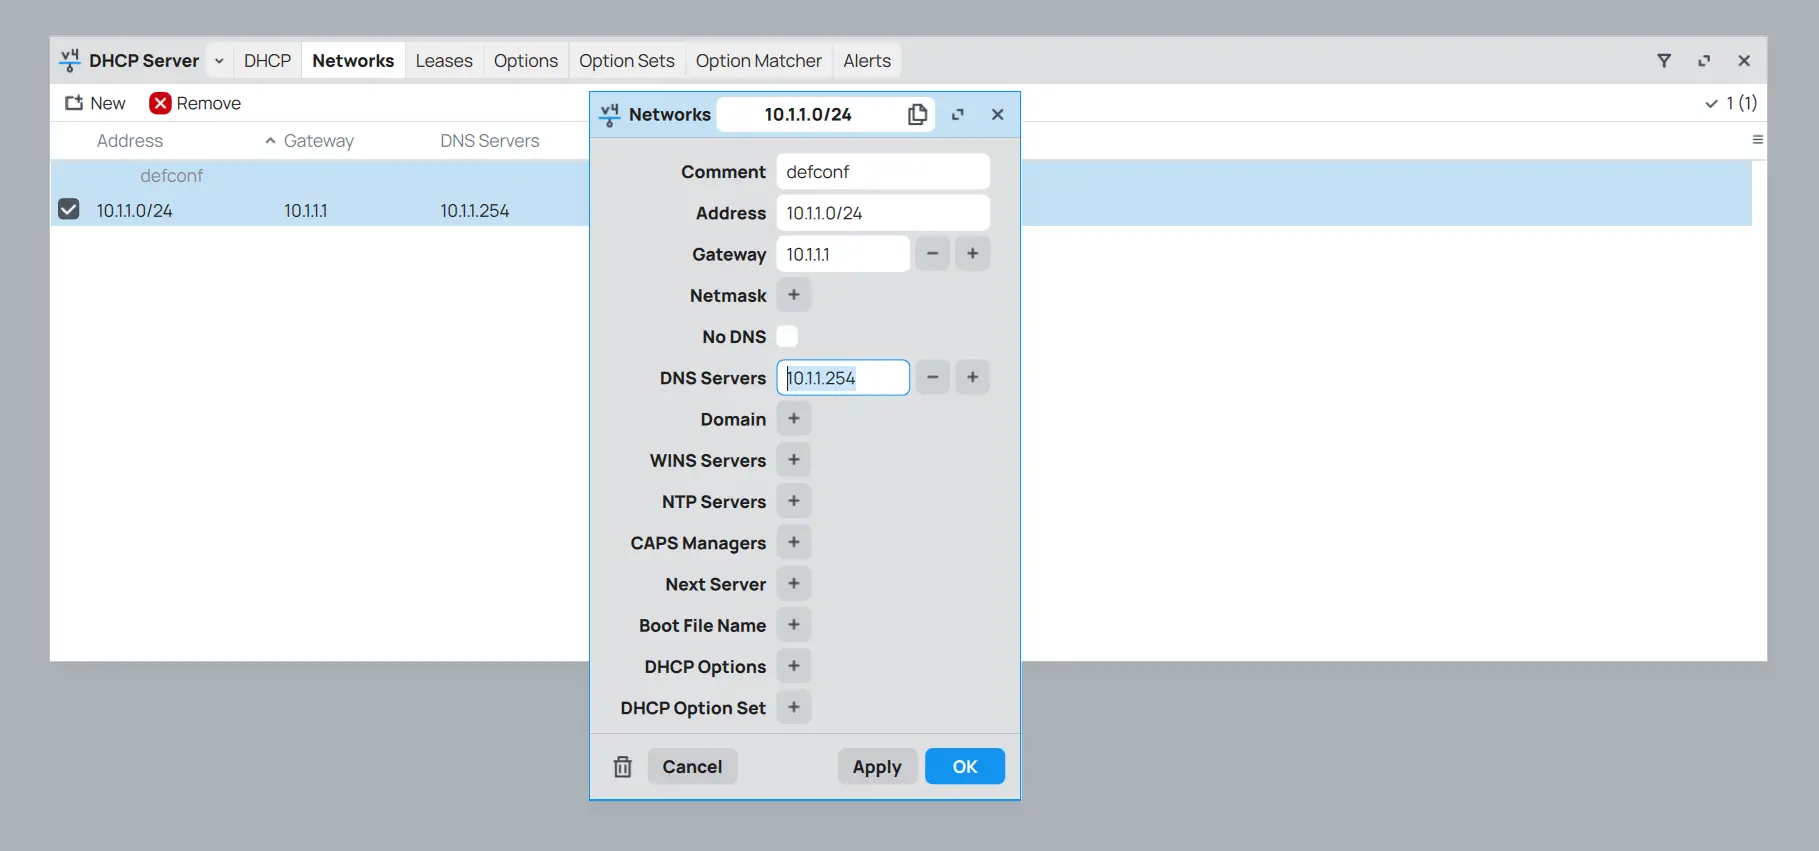 v4 DHCP Server DHCP Networks Leases Options Option Sets Option Matcher Alerts
New Remove 1 (1)
Address Gateway DNS Servers
defconf
10.1.1.0/24 10.1.1.1 10.1.1.254
v4 Networks 10.1.1.0/24
Comment defconf
Address 10.1.1.0/24
Gateway 10.1.1.1 − +
Netmask +
No DNS
DNS Servers 10.1.1.254 − +
Domain +
WINS Servers +
NTP Servers +
CAPS Managers +
Next Server +
Boot File Name +
DHCP Options +
DHCP Option Set +
Cancel Apply OK